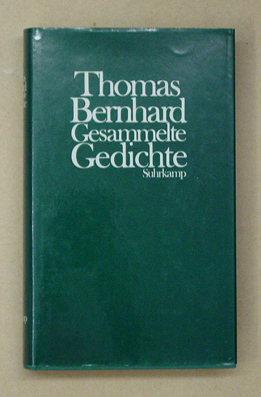 Thomas
Bernhard
Gesammelte
Gedichte
Suhrkamp